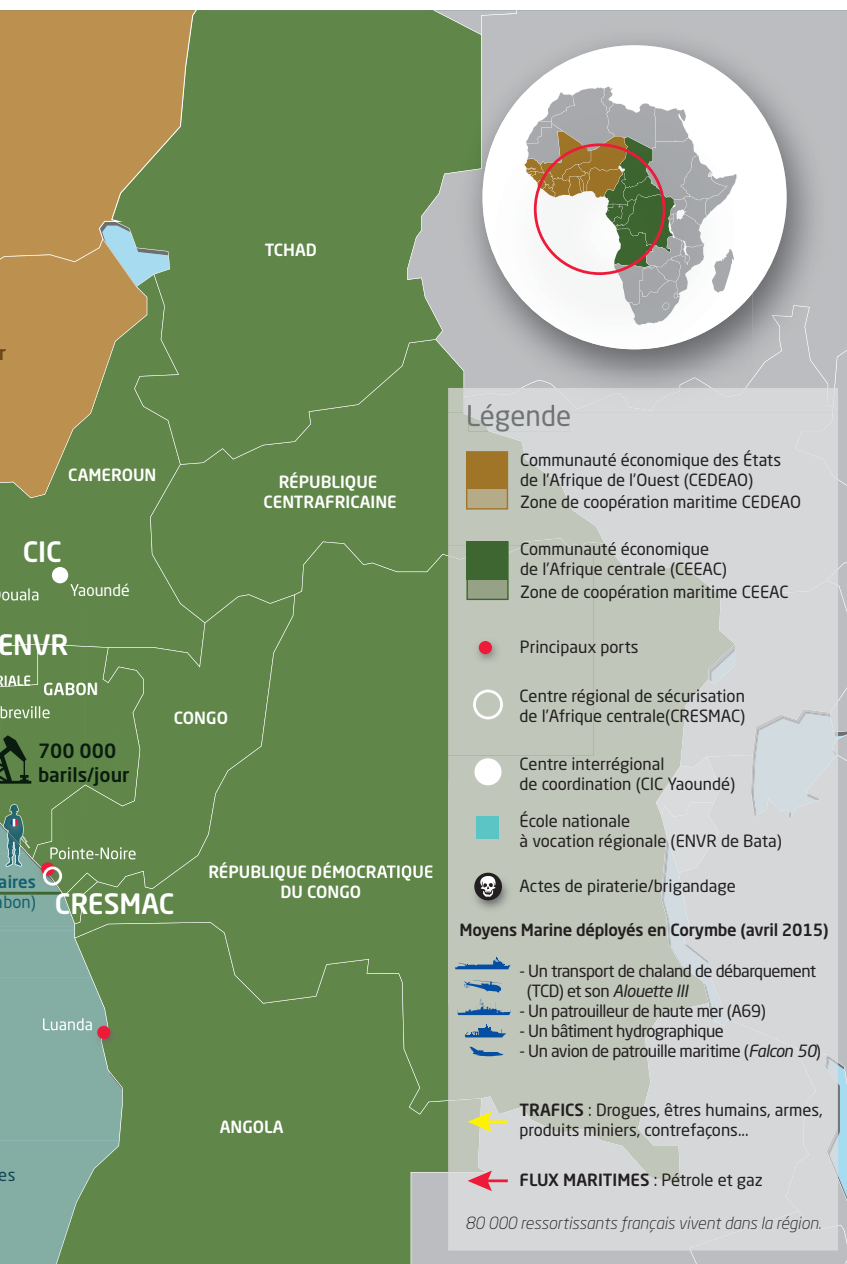 TCHAD
r
CAMEROUN
RÉPUBLIQUE
CENTRAFRICAINE
CIC
Yaoundé
ouala
ENVR
RIALE
GABON
breville
CONGO
700 000
barils/jour
Pointe-Noire
aires
abon)
CRESMAC
RÉPUBLIQUE DÉMOCRATIQUE
DU CONGO
Luanda
ANGOLA
es
Légende
Communauté économique des États
de l'Afrique de l'Ouest (CEDEAO)
Zone de coopération maritime CEDEAO
Communauté économique
de l'Afrique centrale (CEEAC)
Zone de coopération maritime CEEAC
Principaux ports
Centre régional de sécurisation
de l'Afrique centrale(CRESMAC)
Centre interrégional
de coordination (CIC Yaoundé)
École nationale
à vocation régionale (ENVR de Bata)
Actes de piraterie/brigandage
Moyens Marine déployés en Corymbe (avril 2015)
- Un transport de chaland de débarquement
(TCD) et son Alouette III
- Un patrouilleur de haute mer (A69)
- Un bâtiment hydrographique
- Un avion de patrouille maritime (Falcon 50)
TRAFICS : Drogues, êtres humains, armes,
produits miniers, contrefaçons...
FLUX MARITIMES : Pétrole et gaz
80 000 ressortissants français vivent dans la région.